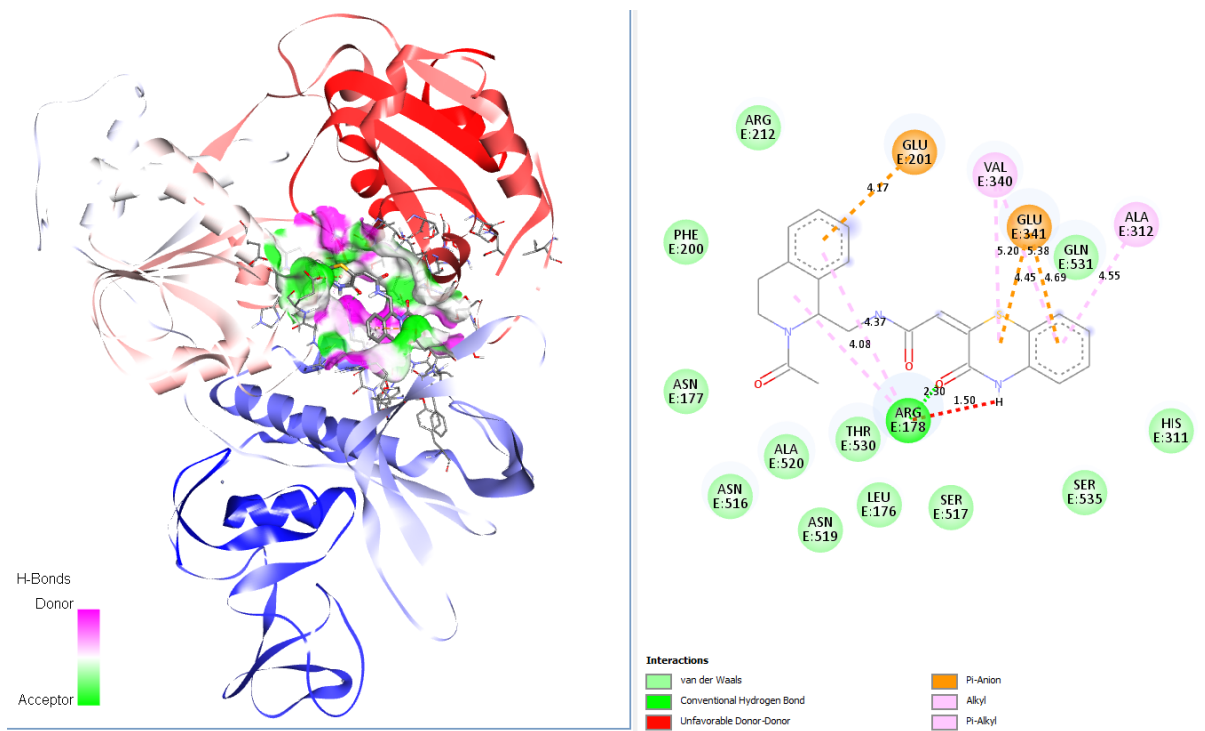 H-Bonds
Donor
Acceptor
ARG
E:212
GLU
E:201
4.17
VAL
E:340
GLU
E:341
ALA
E:312
PHE
E:200
GLN
E:531
5.20
5.38
4.45
4.69
4.55
N
N
4.37
S
4.08
O
O
O
N
H
2.30
1.50
ASN
E:177
ARG
E:178
THR
E:530
HIS
E:311
ALA
E:520
ASN
E:516
LEU
E:176
SER
E:517
SER
E:535
ASN
E:519
Interactions
van der Waals
Conventional Hydrogen Bond
Unfavorable Donor-Donor
Pi-Anion
Alkyl
Pi-Alkyl